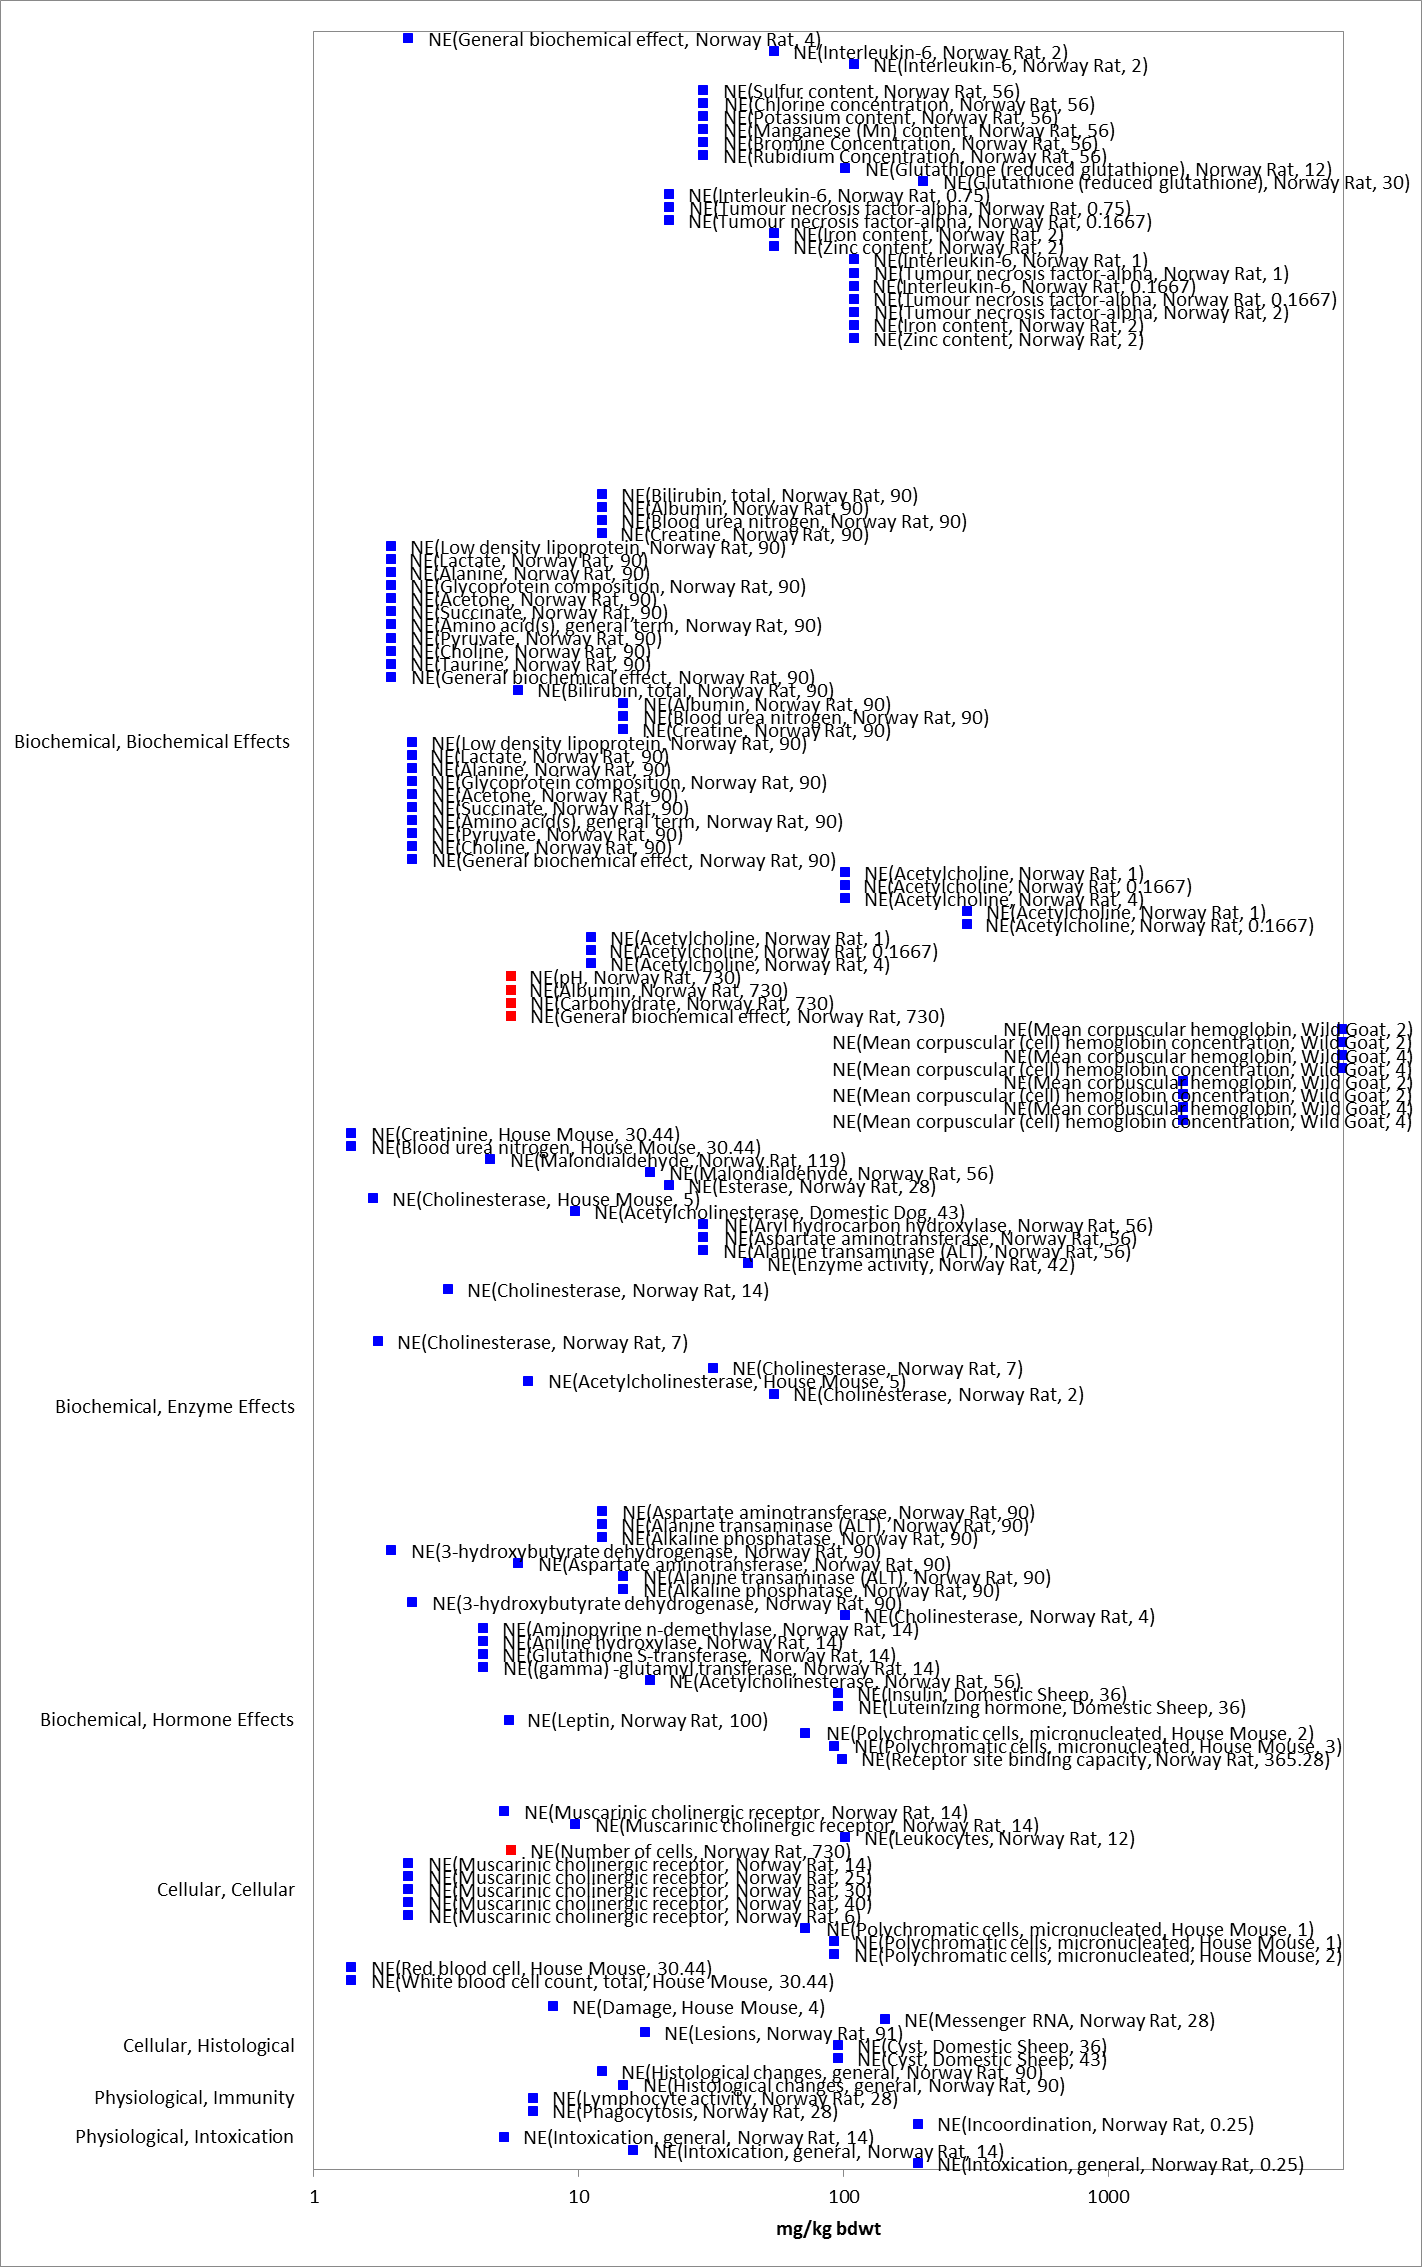 NE(General biochemical effect, Norway Rat, 4)
NE(Interleukin-6, Norway Rat, 2)
NE(Interleukin-6, Norway Rat, 2)
NE(Sulfur content, Norway Rat, 56)
NE(Chlorine concentration, Norway Rat, 56)
NE(Potassium content, Norway Rat, 56)
NE(Manganese (Mn) content, Norway Rat, 56)
NE(Bromine Concentration, Norway Rat, 56)
NE(Rubidium Concentration, Norway Rat, 56)
NE(Glutathione (reduced glutathione), Norway Rat, 12)
NE(Glutathione (reduced glutathione), Norway Rat, 30)
NE(Interleukin-6, Norway Rat, 0.75)
NE(Tumour necrosis factor-alpha, Norway Rat, 0.75)
NE(Tumour necrosis factor-alpha, Norway Rat, 0.1667)
NE(Iron content, Norway Rat, 2)
NE(Zinc content, Norway Rat, 2)
NE(Interleukin-6, Norway Rat, 1)
NE(Tumour necrosis factor-alpha, Norway Rat, 1)
NE(Interleukin-6, Norway Rat, 0.1667)
NE(Tumour necrosis factor-alpha, Norway Rat, 0.1667)
NE(Tumour necrosis factor-alpha, Norway Rat, 2)
NE(Iron content, Norway Rat, 2)
NE(Zinc content, Norway Rat, 2)
NE(Bilirubin, total, Norway Rat, 90)
NE(Albumin, Norway Rat, 90)
NE(Blood urea nitrogen, Norway Rat, 90)
NE(Creatine, Norway Rat, 90)
NE(Low density lipoprotein, Norway Rat, 90)
NE(Lactate, Norway Rat, 90)
NE(Alanine, Norway Rat, 90)
NE(Glycoprotein composition, Norway Rat, 90)
NE(Acetone, Norway Rat, 90)
NE(Succinate, Norway Rat, 90)
NE(Amino acid(s), general term, Norway Rat, 90)
NE(Pyruvate, Norway Rat, 90)
NE(Choline, Norway Rat, 90)
NE(Taurine, Norway Rat, 90)
NE(General biochemical effect, Norway Rat, 90)
NE(Bilirubin, total, Norway Rat, 90)
NE(Albumin, Norway Rat, 90)
NE(Blood urea nitrogen, Norway Rat, 90)
NE(Creatine, Norway Rat, 90)
Biochemical, Biochemical Effects
NE(Low density lipoprotein, Norway Rat, 90)
NE(Lactate, Norway Rat, 90)
NE(Alanine, Norway Rat, 90)
NE(Glycoprotein composition, Norway Rat, 90)
NE(Acetone, Norway Rat, 90)
NE(Succinate, Norway Rat, 90)
NE(Amino acid(s), general term, Norway Rat, 90)
NE(Pyruvate, Norway Rat, 90)
NE(Choline, Norway Rat, 90)
NE(General biochemical effect, Norway Rat, 90)
NE(Acetylcholine, Norway Rat, 1)
NE(Acetylcholine, Norway Rat, 0.1667)
NE(Acetylcholine, Norway Rat, 4)
NE(Acetylcholine, Norway Rat, 1)
NE(Acetylcholine, Norway Rat, 0.1667)
NE(Acetylcholine, Norway Rat, 1)
NE(Acetylcholine, Norway Rat, 0.1667)
NE(Acetylcholine, Norway Rat, 4)
NE(pH, Norway Rat, 730)
NE(Albumin, Norway Rat, 730)
NE(Carbohydrate, Norway Rat, 730)
NE(General biochemical effect, Norway Rat, 730)
NE(Mean corpuscular hemoglobin, Wild Goat, 2)
NE(Mean corpuscular (cell) hemoglobin concentration, Wild Goat, 2)
NE(Mean corpuscular hemoglobin, Wild Goat, 4)
NE(Mean corpuscular (cell) hemoglobin concentration, Wild Goat, 4)
NE(Mean corpuscular hemoglobin, Wild Goat, 2)
NE(Mean corpuscular (cell) hemoglobin concentration, Wild Goat, 2)
NE(Mean corpuscular hemoglobin, Wild Goat, 4)
NE(Mean corpuscular (cell) hemoglobin concentration, Wild Goat, 4)
NE(Creatinine, House Mouse, 30.44)
NE(Blood urea nitrogen, House Mouse, 30.44)
NE(Malondialdehyde, Norway Rat, 119)
NE(Malondialdehyde, Norway Rat, 56)
NE(Esterase, Norway Rat, 28)
NE(Cholinesterase, House Mouse, 5)
NE(Acetylcholinesterase, Domestic Dog, 43)
NE(Aryl hydrocarbon hydroxylase, Norway Rat, 56)
NE(Aspartate aminotransferase, Norway Rat, 56)
NE(Alanine transaminase (ALT), Norway Rat, 56)
NE(Enzyme activity, Norway Rat, 42)
NE(Cholinesterase, Norway Rat, 14)
NE(Cholinesterase, Norway Rat, 7)
NE(Cholinesterase, Norway Rat, 7)
NE(Acetylcholinesterase, House Mouse, 5)
NE(Cholinesterase, Norway Rat, 2)
Biochemical, Enzyme Effects
NE(Aspartate aminotransferase, Norway Rat, 90)
NE(Alanine transaminase (ALT), Norway Rat, 90)
NE(Alkaline phosphatase, Norway Rat, 90)
NE(3-hydroxybutyrate dehydrogenase, Norway Rat, 90)
NE(Aspartate aminotransferase, Norway Rat, 90)
NE(Alanine transaminase (ALT), Norway Rat, 90)
NE(Alkaline phosphatase, Norway Rat, 90)
NE(3-hydroxybutyrate dehydrogenase, Norway Rat, 90)
NE(Cholinesterase, Norway Rat, 4)
NE(Aminopyrine n-demethylase, Norway Rat, 14)
NE(Aniline hydroxylase, Norway Rat, 14)
NE(Glutathione S-transferase, Norway Rat, 14)
NE((gamma) -glutamyl transferase, Norway Rat, 14)
NE(Acetylcholinesterase, Norway Rat, 56)
NE(Insulin, Domestic Sheep, 36)
NE(Luteinizing hormone, Domestic Sheep, 36)
Biochemical, Hormone Effects
NE(Leptin, Norway Rat, 100)
NE(Polychromatic cells, micronucleated, House Mouse, 2)
NE(Polychromatic cells, micronucleated, House Mouse, 3)
NE(Receptor site binding capacity, Norway Rat, 365.28)
NE(Muscarinic cholinergic receptor, Norway Rat, 14)
NE(Muscarinic cholinergic receptor, Norway Rat, 14)
NE(Leukocytes, Norway Rat, 12)
NE(Number of cells, Norway Rat, 730)
NE(Muscarinic cholinergic receptor, Norway Rat, 14)
NE(Muscarinic cholinergic receptor, Norway Rat, 25)
Cellular, Cellular
NE(Muscarinic cholinergic receptor, Norway Rat, 30)
NE(Muscarinic cholinergic receptor, Norway Rat, 40)
NE(Muscarinic cholinergic receptor, Norway Rat, 6)
NE(Polychromatic cells, micronucleated, House Mouse, 1)
NE(Polychromatic cells, micronucleated, House Mouse, 1)
NE(Polychromatic cells, micronucleated, House Mouse, 2)
NE(Red blood cell, House Mouse, 30.44)
NE(White blood cell count, total, House Mouse, 30.44)
NE(Damage, House Mouse, 4)
NE(Messenger RNA, Norway Rat, 28)
NE(Lesions, Norway Rat, 91)
Cellular, Histological
NE(Cyst, Domestic Sheep, 36)
NE(Cyst, Domestic Sheep, 43)
NE(Histological changes, general, Norway Rat, 90)
NE(Histological changes, general, Norway Rat, 90)
Physiological, Immunity
NE(Lymphocyte activity, Norway Rat, 28)
NE(Phagocytosis, Norway Rat, 28)
NE(Incoordination, Norway Rat, 0.25)
Physiological, Intoxication
NE(Intoxication, general, Norway Rat, 14)
NE(Intoxication, general, Norway Rat, 14)
NE(Intoxication, general, Norway Rat, 0.25)
1 10 100 1000
mg/kg bdwt